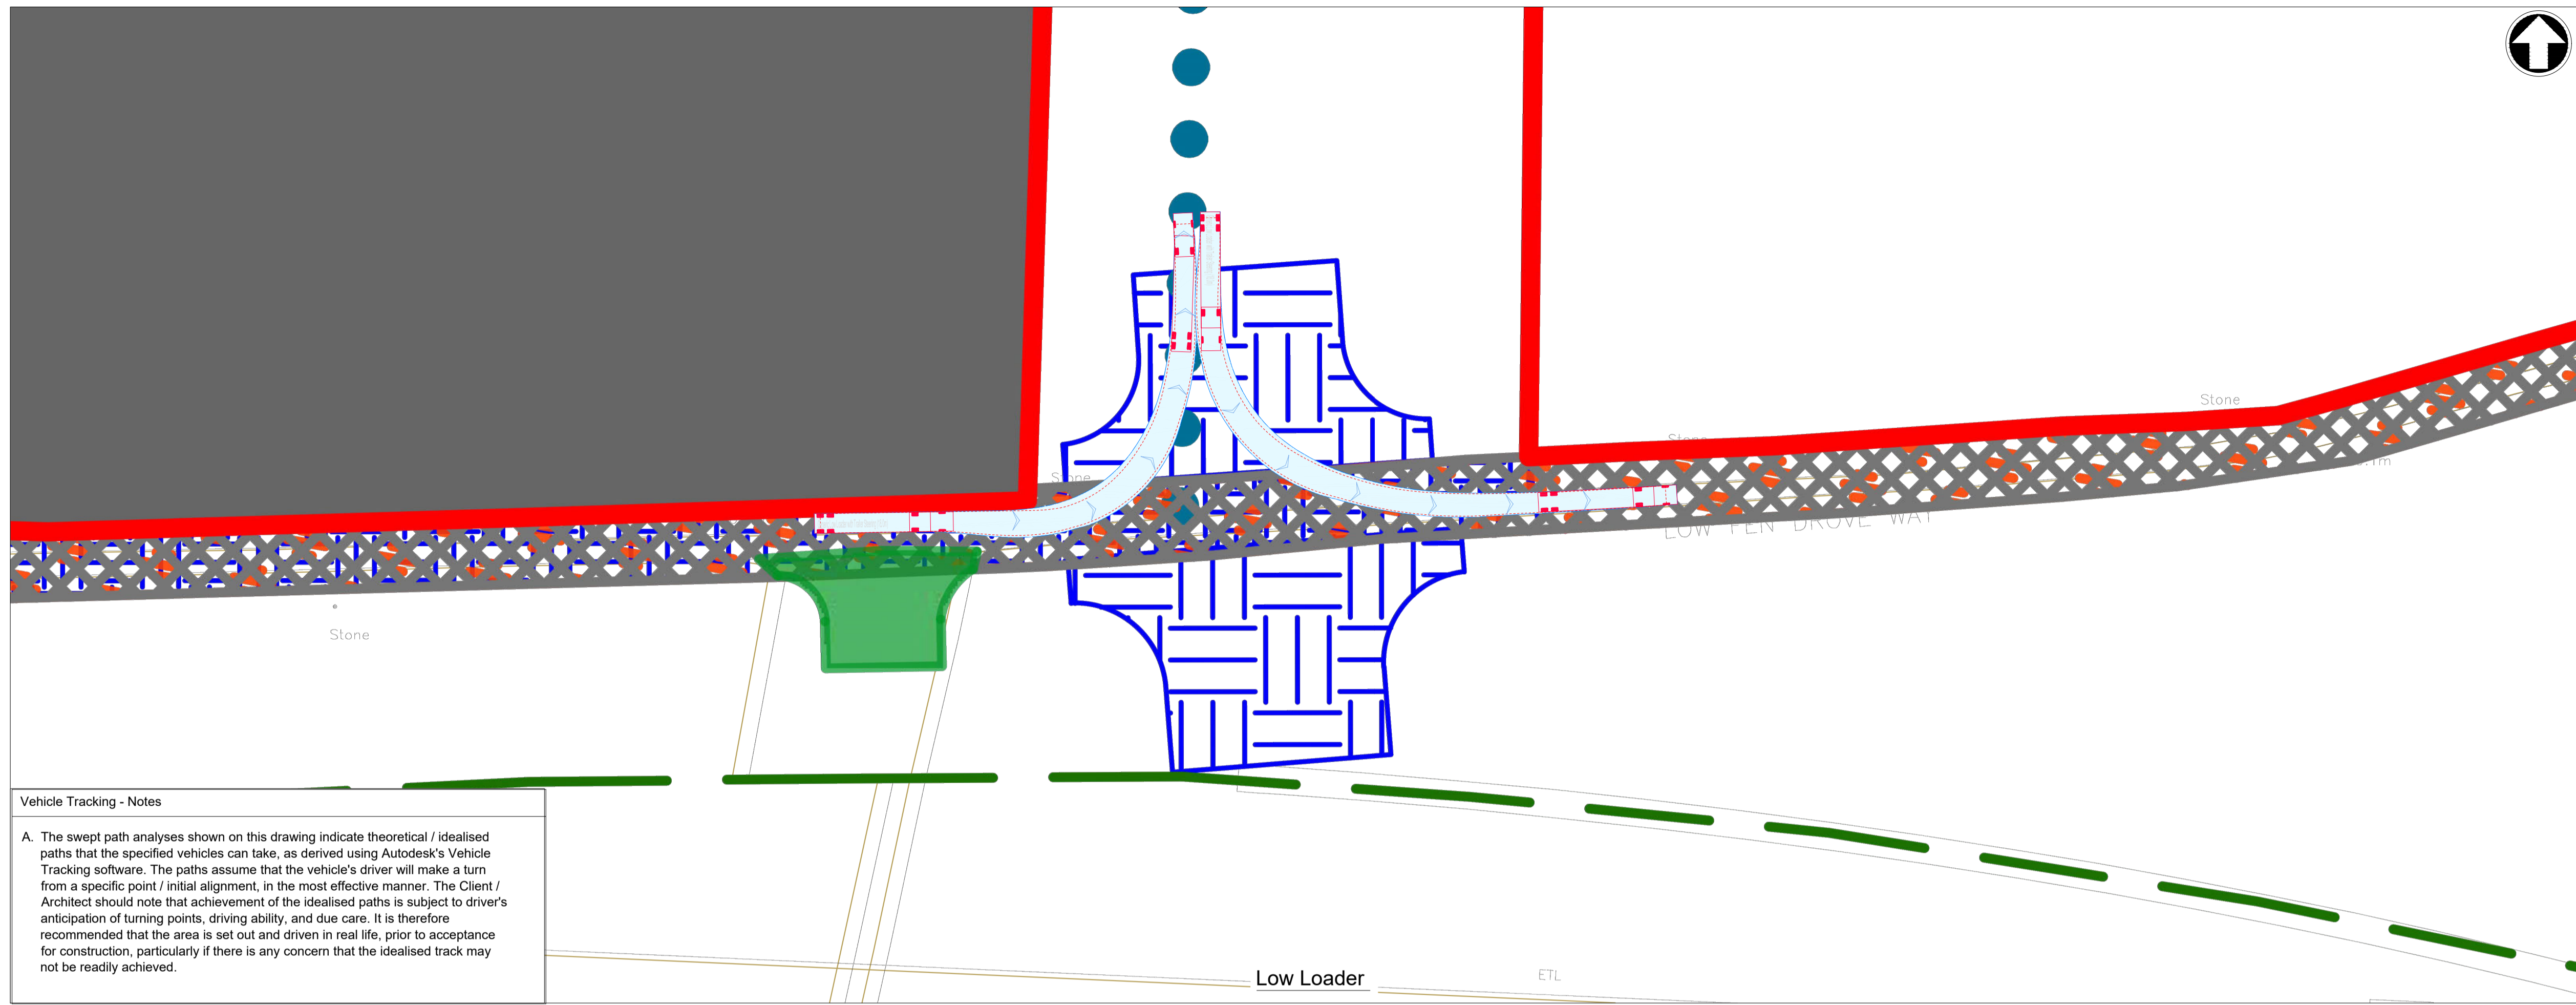 Stone
Stone
Stone
LOW FEN DROVE WAY
Stone
Vehicle Tracking - Notes
A. The swept path analyses shown on this drawing indicate theoretical / idealised
paths that the specified vehicles can take, as derived using Autodesk's Vehicle
Tracking software. The paths assume that the vehicle's driver will make a turn
from a specific point / initial alignment, in the most effective manner. The Client /
Architect should note that achievement of the idealised paths is subject to driver's
anticipation of turning points, driving ability, and due care. It is therefore
recommended that the area is set out and driven in real life, prior to acceptance
for construction, particularly if there is any concern that the idealised track may
not be readily achieved.
Low Loader
ETL